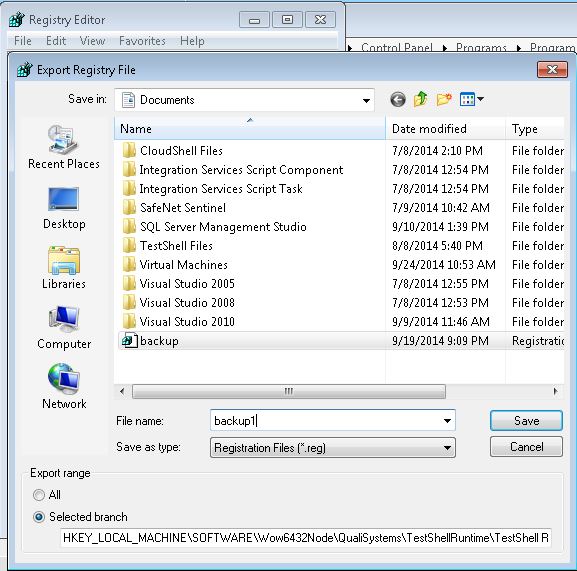 Registry Editor
File Edit View Favorites Help
Control Panel Programs Program
Export Registry File
Save in: Documents
Name Date modified Type
CloudShell Files 7/8/2014 2:10 PM File folder
Integration Services Script Component 7/8/2014 12:54 PM File folder
Integration Services Script Task 7/8/2014 12:54 PM File folder
SafeNet Sentinel 7/9/2014 10:42 AM File folder
SQL Server Management Studio 9/10/2014 1:39 PM File folder
TestShell Files 8/8/2014 5:40 PM File folder
Virtual Machines 9/24/2014 10:53 AM File folder
Visual Studio 2005 7/8/2014 12:55 PM File folder
Visual Studio 2008 7/8/2014 12:53 PM File folder
Visual Studio 2010 9/9/2014 11:46 AM File folder
backup 9/19/2014 9:09 PM Registratio
Recent Places
Desktop
Libraries
Computer
Network
File name: backup1 Save
Save as type: Registration Files (*.reg) Cancel
Export range
All
Selected branch
HKEY_LOCAL_MACHINE\SOFTWARE\Wow6432Node\QualiSystems\TestShellRuntime\TestShell R